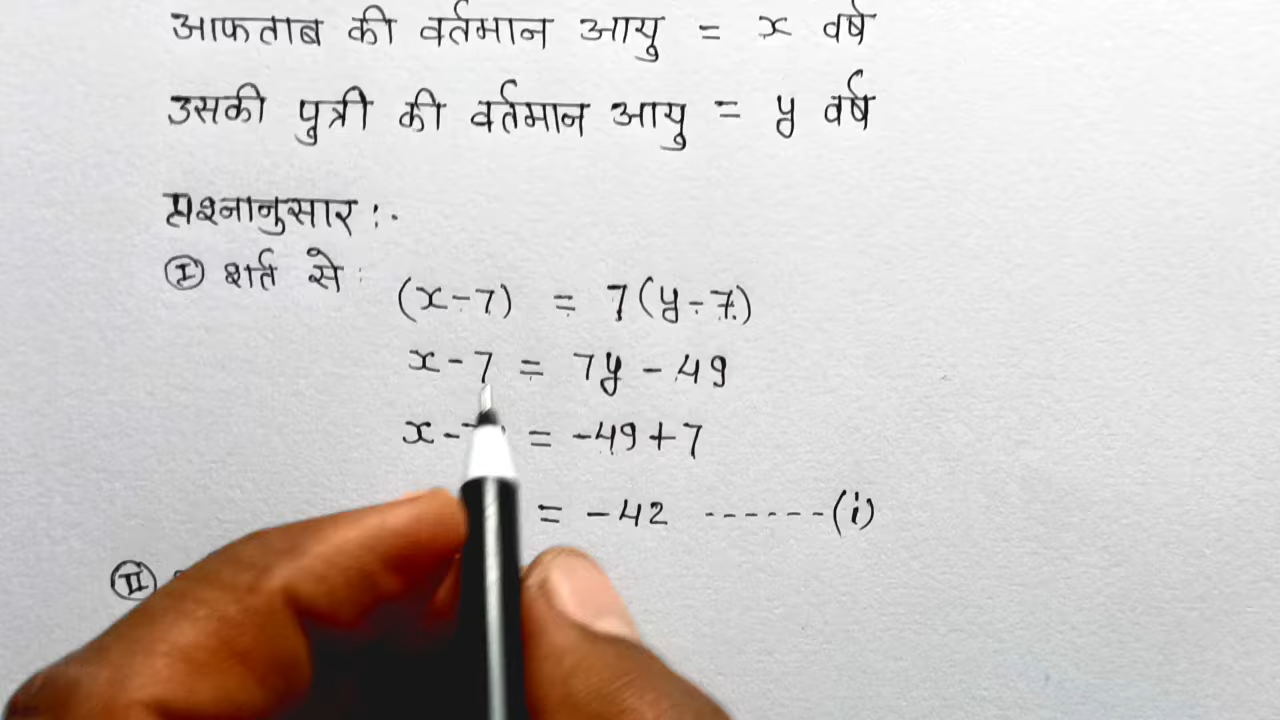 आफताब की वर्तमान आयु = x वर्ष
उसकी पुत्री की वर्तमान आयु = y वर्ष
प्रश्नानुसार :-
(I) शर्त से :
(x-7) = 7(y-7)
x-7 = 7y - 49
x- = -49+7
= -42 ------(i)
(II)